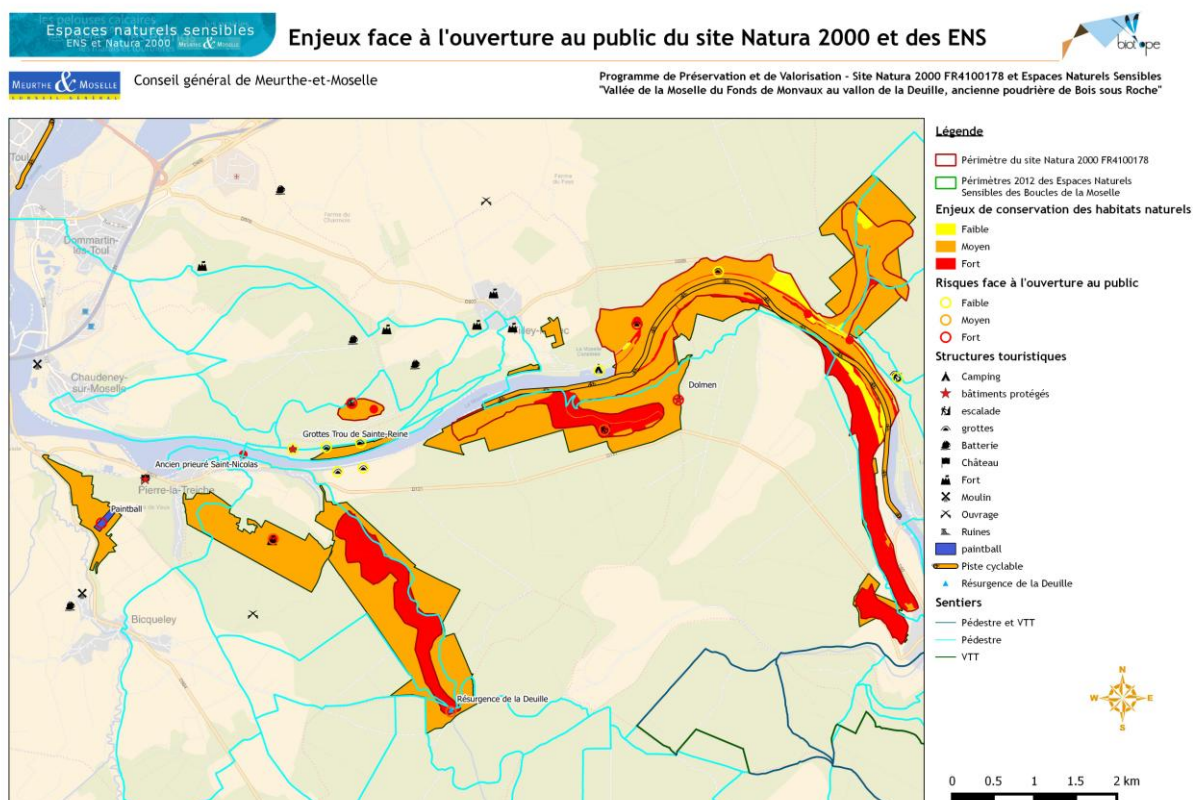 les pelouses calcaires
Espaces naturels sensibles
ENS et Natura 2000 Meurthe & Moselle
Enjeux face à l'ouverture au public du site Natura 2000 et des ENS
biotope
MEURTHE & MOSELLE
CONSEIL GENERAL
Conseil général de Meurthe-et-Moselle
Programme de Préservation et de Valorisation - Site Natura 2000 FR4100178 et Espaces Naturels Sensibles
"Vallée de la Moselle du Fonds de Monvaux au vallon de la Deuille, ancienne poudrière de Bois sous Roche"
Toul
Dommartin-
lès-Toul
Chaudeney-
sur-Moselle
Dolmen
Grottes Trou de Sainte-Reine
Ancien prieuré Saint-Nicolas
Pierre-la-Treiche
Paintball
Bicqueley
Résurgence de la Deuille
Légende
Périmètre du site Natura 2000 FR4100178
Périmètres 2012 des Espaces Naturels
Sensibles des Boucles de la Moselle
Enjeux de conservation des habitats naturels
Faible
Moyen
Fort
Risques face à l'ouverture au public
Faible
Moyen
Fort
Structures touristiques
Camping
bâtiments protégés
escalade
grottes
Batterie
Château
Fort
Moulin
Ouvrage
Ruines
paintball
Piste cyclable
Résurgence de la Deuille
Sentiers
Pédestre et VTT
Pédestre
VTT
N
W E
S
0 0.5 1 1.5 2 km